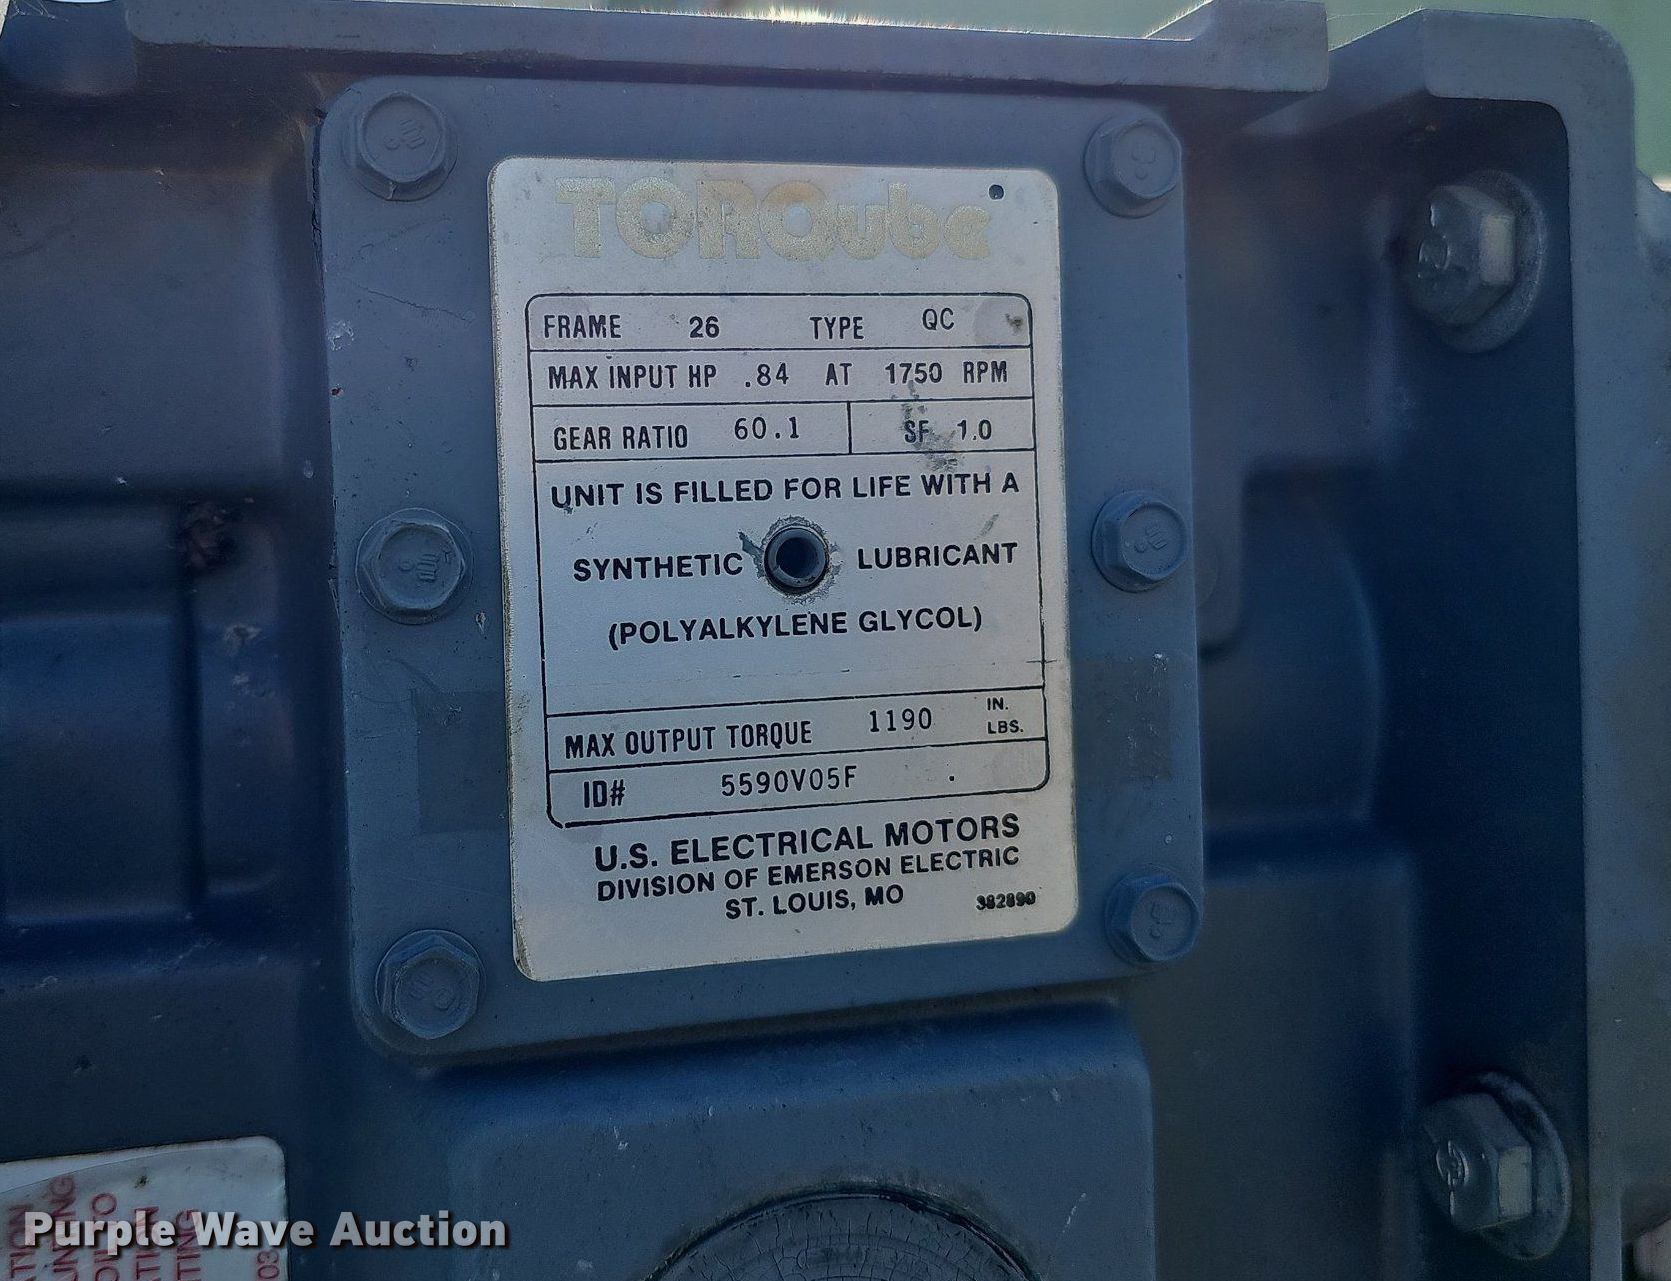 TORQube
FRAME 26 TYPE QC
MAX INPUT HP .84 AT 1750 RPM
GEAR RATIO 60.1 SF 1.0
UNIT IS FILLED FOR LIFE WITH A
SYNTHETIC LUBRICANT
(POLYALKYLENE GLYCOL)
MAX OUTPUT TORQUE 1190 IN. LBS.
ID# 5590V05F .
U.S. ELECTRICAL MOTORS
DIVISION OF EMERSON ELECTRIC
ST. LOUIS, MO 382890
Purple Wave Auction